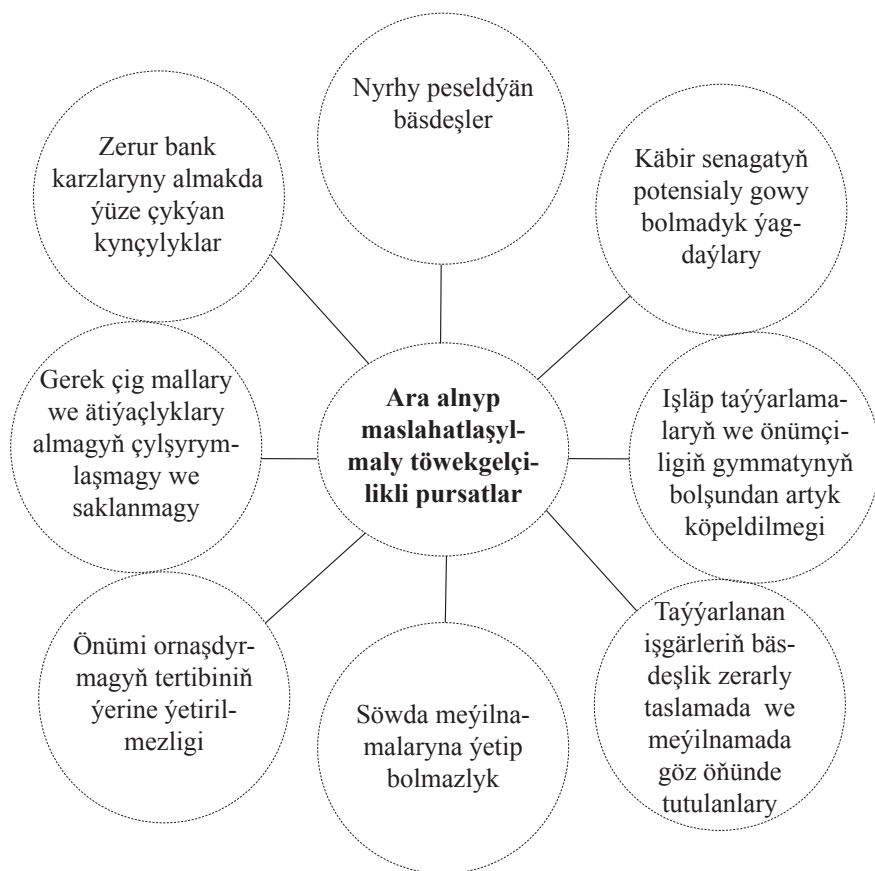 Nyrhy peseldýän
bäsdeşler
Zerur bank
karzlaryny almakda
ýüze çykýan
kynçylyklar
Käbir senagatyň
potensialy gowy
bolmadyk ýag-
daýlary
Gerek çig mallary
we ätiýaçlyklary
almagyň çylşyrym-
laşmagy we
saklanmagy
Ara alnyp
maslahatlaşyl-
maly töwekgelçi-
likli pursatlar
Işläp taýýarlama-
laryň we önümçi-
ligiň gymmatynyň
bolşundan artyk
köpeldilmegi
Önümi ornaşdyr-
magyň tertibiniň
ýerine ýetiril-
mezligi
Söwda meýilna-
malaryna ýetip
bolmazlyk
Taýýarlanan
işgärleriň bäs-
deşlik zerarly
taslamada we
meýilnamada
göz öňünde
tutulanlary